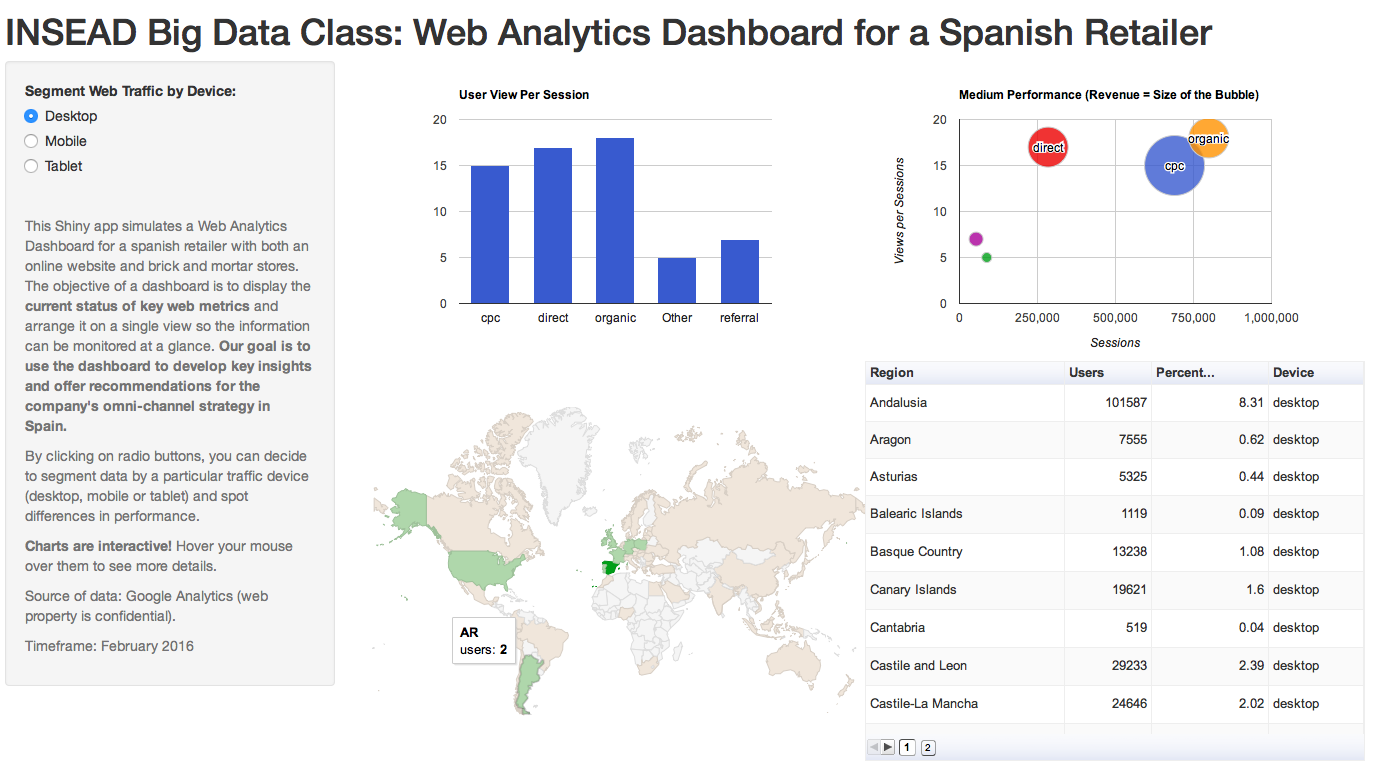 INSEAD Big Data Class: Web Analytics Dashboard for a Spanish Retailer
Segment Web Traffic by Device:
Desktop
Mobile
Tablet
This Shiny app simulates a Web Analytics
Dashboard for a spanish retailer with both an
online website and brick and mortar stores.
The objective of a dashboard is to display the
current status of key web metrics and
arrange it on a single view so the information
can be monitored at a glance. Our goal is to
use the dashboard to develop key insights
and offer recommendations for the
company's omni-channel strategy in
Spain.
By clicking on radio buttons, you can decide
to segment data by a particular traffic device
(desktop, mobile or tablet) and spot
differences in performance.
Charts are interactive! Hover your mouse
over them to see more details.
Source of data: Google Analytics (web
property is confidential).
Timeframe: February 2016
User View Per Session
20
15
10
5
0
cpc direct organic Other referral
Medium Performance (Revenue = Size of the Bubble)
Views per Sessions
20
15
10
5
0
direct
organic
cpc
0 250,000 500,000 750,000 1,000,000
Sessions
AR
users: 2
Region Users Percent... Device
Andalusia 101587 8.31 desktop
Aragon 7555 0.62 desktop
Asturias 5325 0.44 desktop
Balearic Islands 1119 0.09 desktop
Basque Country 13238 1.08 desktop
Canary Islands 19621 1.6 desktop
Cantabria 519 0.04 desktop
Castile and Leon 29233 2.39 desktop
Castile-La Mancha 24646 2.02 desktop
1 2